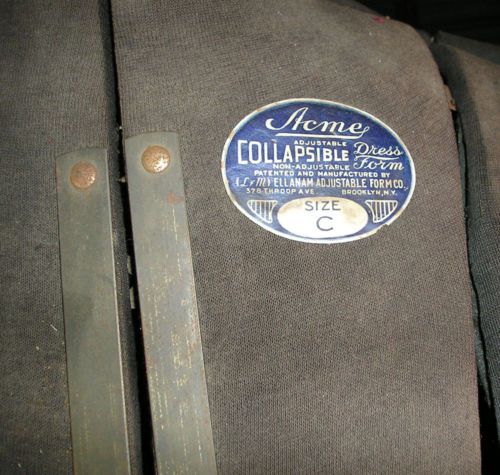 Acme
ADJUSTABLE
COLLAPSIBLE Dress
NON-ADJUSTABLE Form
PATENTED AND MANUFACTURED BY
(L & M) ELLANAM ADJUSTABLE FORM CO.
378 THROOP AVE. BROOKLYN, N.Y.
SIZE
C